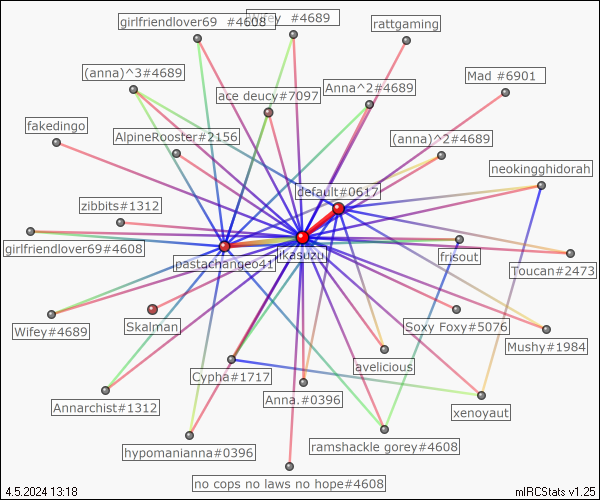 girlfriendlover69 #4608
Wifey #4689
rattgaming
(anna)^3#4689
Mad #6901
ace deucy#7097
Anna^2#4689
fakedingo
AlpineRooster#2156
(anna)^2#4689
neokingghidorah
default#0617
zibbits#1312
girlfriendlover69#4608
pastachangeo41
ikasuzu
frisout
Toucan#2473
Wifey#4689
Skalman
Soxy Foxy#5076
Mushy#1984
Cypha#1717
avelicious
Annarchist#1312
Anna.#0396
xenoyaut
hypomanianna#0396
ramshackle gorey#4608
no cops no laws no hope#4608
4.5.2024 13:18
mIRCStats v1.25